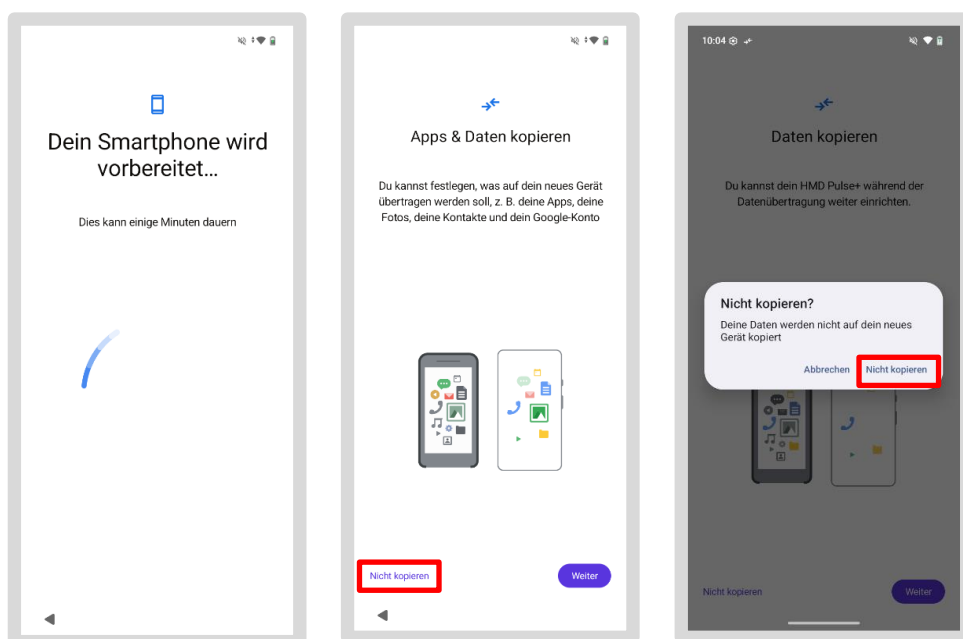 Dein Smartphone wird
vorbereitet...
Dies kann einige Minuten dauern
Apps & Daten kopieren
Du kannst festlegen, was auf dein neues Gerät
übertragen werden soll, z. B. deine Apps, deine
Fotos, deine Kontakte und dein Google-Konto
Nicht kopieren
Weiter
10:04
Daten kopieren
Du kannst dein HMD Pulse+ während der
Datenübertragung weiter einrichten.
Nicht kopieren?
Deine Daten werden nicht auf dein neues
Gerät kopiert
Abbrechen Nicht kopieren
Nicht kopieren
Weiter